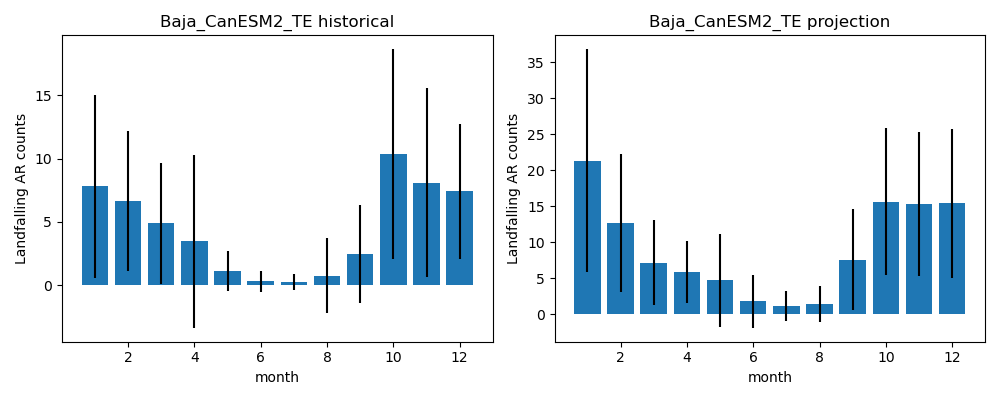 Baja_CanESM2_TE historical
Landfalling AR counts
15
10
5
0
2 4 6 8 10 12
month
Baja_CanESM2_TE projection
Landfalling AR counts
35
30
25
20
15
10
5
0
2 4 6 8 10 12
month